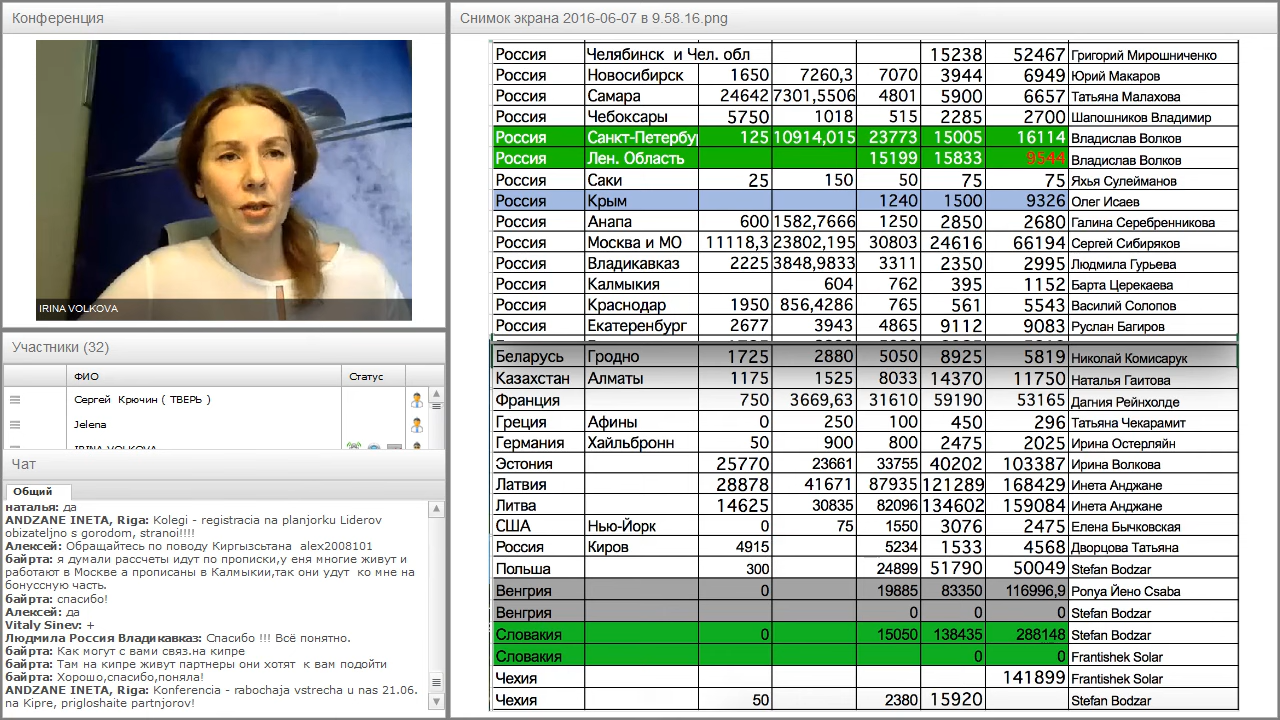 Конференция
IRINA VOLKOVA
Участники (32)
ФИО Статус
Сергей Крючин ( ТВЕРЬ )
Jelena
IRINA VOLKOVA
Чат
Общий
наталья: да
ANDZANE INETA, Riga: Kolegi - registracia na planjorku Liderov
obizateljno s gorodom, stranoi!!!!
Алексей: Обращайтесь по поводу Киргызсьтана alex2008101
байрта: я думали рассчеты идут по прописки,у еня многие живут и
работают в Москве а прописаны в Калмыкии,так они удут ко мне на
бонуссную часть.
байрта: спасибо!
Алексей: да
Vitaly Sinev: +
Людмила Россия Владикавказ: Спасибо !!! Всё понятно.
байрта: Как могут с вами связ.на кипре
байрта: Там на кипре живут партнеры они хотят к вам подойти
байрта: Хорошо,спасибо,поняла!
ANDZANE INETA, Riga: Konferencia - rabochaja vstrecha u nas 21.06.
na Kipre, priglohaite partnjorov!
Снимок экрана 2016-06-07 в 9.58.16.png
Россия Челябинск и Чел. обл 15238 52467 Григорий Мирошниченко
Россия Новосибирск 1650 7260,3 7070 3944 6949 Юрий Макаров
Россия Самара 24642 7301,5506 4801 5900 6657 Татьяна Малахова
Россия Чебоксары 5750 1018 515 2285 2700 Шапошников Владимир
Россия Санкт-Петербу 125 10914,015 23773 15005 16114 Владислав Волков
Россия Лен. Область 15199 15833 9544 Владислав Волков
Россия Саки 25 150 50 75 75 Яхья Сулейманов
Россия Крым 1240 1500 9326 Олег Исаев
Россия Анапа 600 1582,7666 1250 2850 2680 Галина Серебренникова
Россия Москва и МО 11118,3 23802,195 30803 24616 66194 Сергей Сибиряков
Россия Владикавказ 2225 3848,9833 3311 2350 2995 Людмила Гурьева
Россия Калмыкия 604 762 395 1152 Барта Церекаева
Россия Краснодар 1950 856,4286 765 561 5543 Василий Солопов
Россия Екатеренбург 2677 3943 4865 9112 9083 Руслан Багиров
Беларусь Гродно 1725 2880 5050 8925 5819 Николай Комисарук
Казахстан Алматы 1175 1525 8033 14370 11750 Наталья Гаитова
Франция 750 3669,63 31610 59190 53165 Дагния Рейнхолде
Греция Афины 0 250 100 450 296 Татьяна Чекарамит
Германия Хайльбронн 50 900 800 2475 2025 Ирина Остерляйн
Эстония 25770 23661 33755 40202 103387 Ирина Волкова
Латвия 28878 41671 87935 121289 168429 Инета Анджане
Литва 14625 30835 82096 134602 159084 Инета Анджане
США Нью-Йорк 0 75 1550 3076 2475 Елена Бычковская
Россия Киров 4915 5234 1533 4568 Дворцова Татьяна
Польша 300 24899 51790 50049 Stefan Bodzar
Венгрия 0 19885 83350 116996,9 Ponya Йено Csaba
Венгрия 0 0 Stefan Bodzar
Словакия 0 15050 138435 288148 Stefan Bodzar
Словакия 0 0 Frantishek Solar
Чехия 141899 Frantishek Solar
Чехия 50 2380 15920 Stefan Bodzar